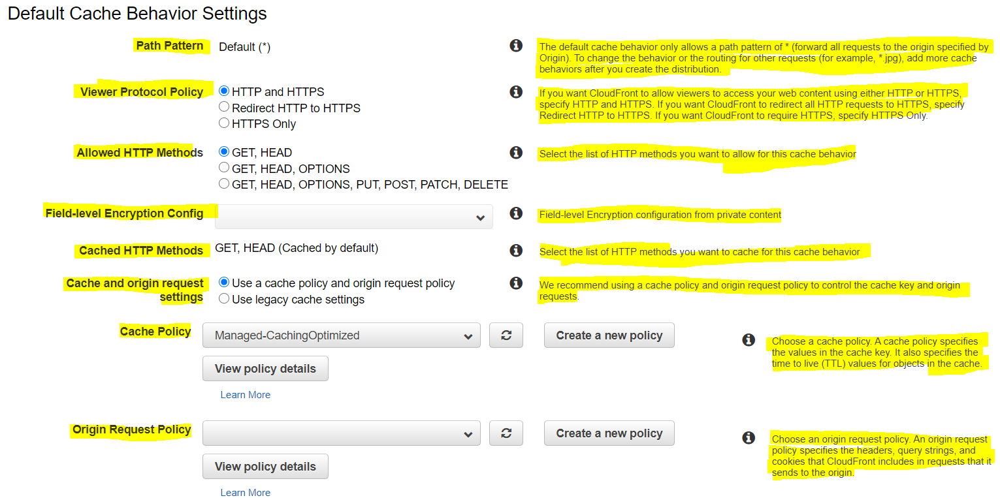 Default Cache Behavior Settings
Path Pattern
Default (*)
The default cache behavior only allows a path pattern of * (forward all requests to the origin specified by
Origin). To change the behavior or the routing for other requests (for example, *.jpg), add more cache
behaviors after you create the distribution.
Viewer Protocol Policy
HTTP and HTTPS
Redirect HTTP to HTTPS
HTTPS Only
If you want CloudFront to allow viewers to access your web content using either HTTP or HTTPS,
specify HTTP and HTTPS. If you want CloudFront to redirect all HTTP requests to HTTPS, specify
Redirect HTTP to HTTPS. If you want CloudFront to require HTTPS, specify HTTPS Only.
Allowed HTTP Methods
GET, HEAD
GET, HEAD, OPTIONS
GET, HEAD, OPTIONS, PUT, POST, PATCH, DELETE
Select the list of HTTP methods you want to allow for this cache behavior
Field-level Encryption Config
Field-level Encryption configuration from private content
Cached HTTP Methods
GET, HEAD (Cached by default)
Select the list of HTTP methods you want to cache for this cache behavior
Cache and origin request
settings
Use a cache policy and origin request policy
Use legacy cache settings
We recommend using a cache policy and origin request policy to control the cache key and origin
requests.
Cache Policy
Managed-CachingOptimized
Create a new policy
View policy details
Learn More
Choose a cache policy. A cache policy specifies
the values in the cache key. It also specifies the
time to live (TTL) values for objects in the cache.
Origin Request Policy
Create a new policy
View policy details
Learn More
Choose an origin request policy. An origin request
policy specifies the headers, query strings, and
cookies that CloudFront includes in requests that it
sends to the origin.